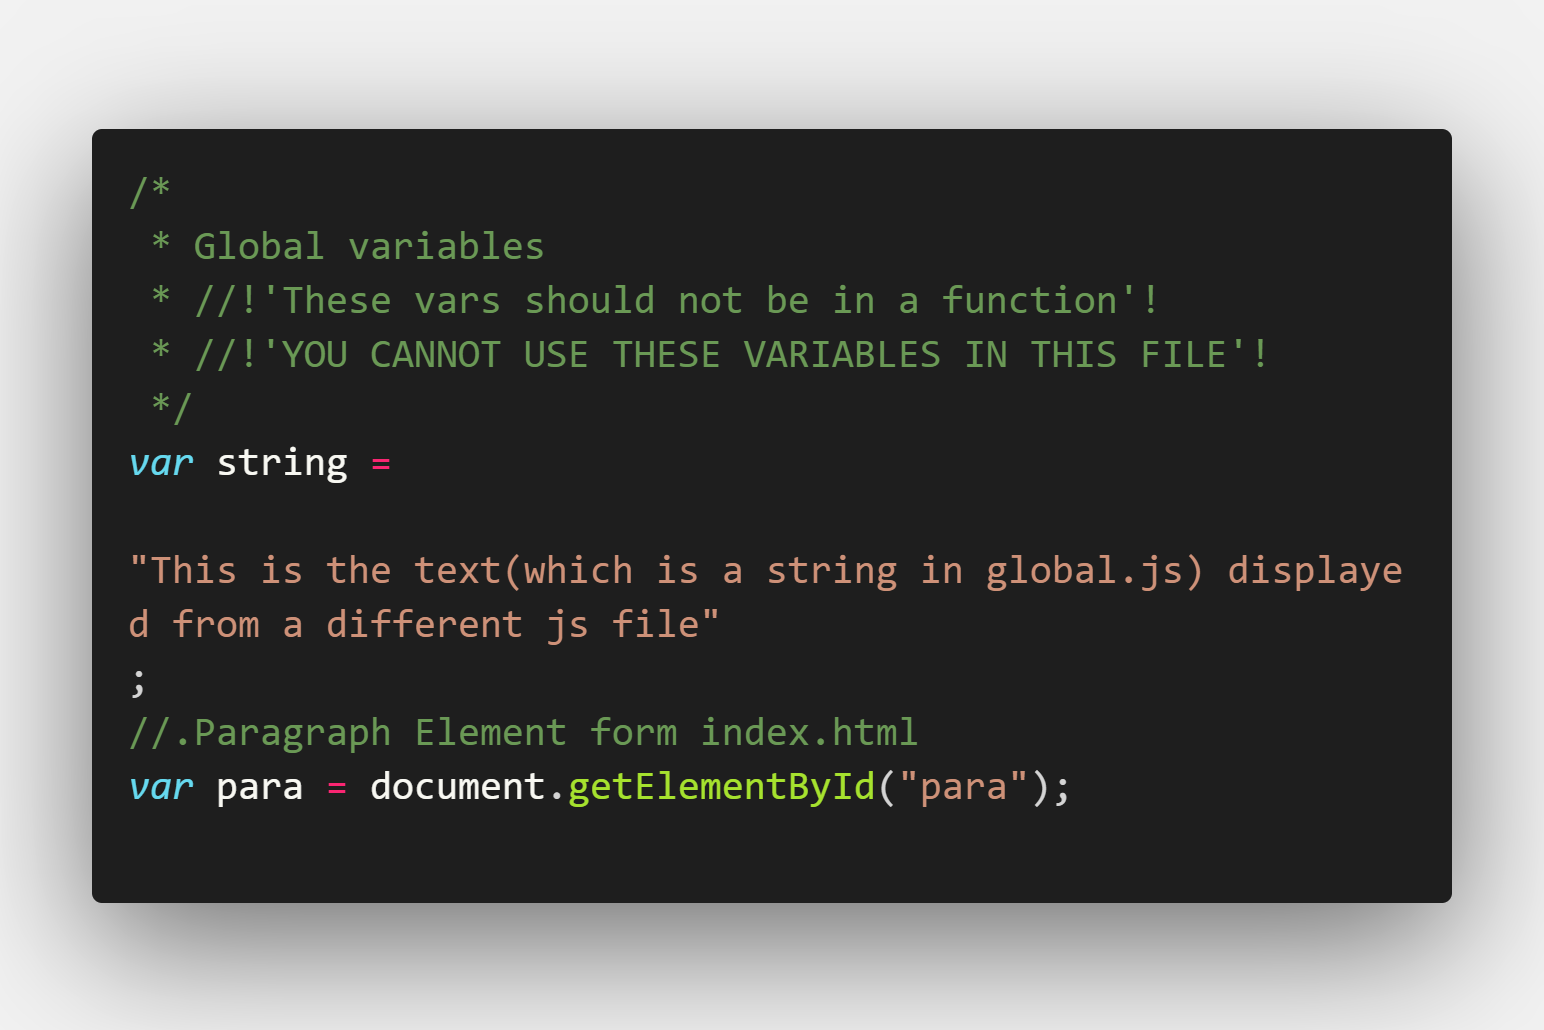 /*
 * Global variables
 * //!'These vars should not be in a function'!
 * //!'YOU CANNOT USE THESE VARIABLES IN THIS FILE'!
 */
var string =
"This is the text(which is a string in global.js) displaye
d from a different js file"
;
//.Paragraph Element form index.html
var para = document.getElementById("para");